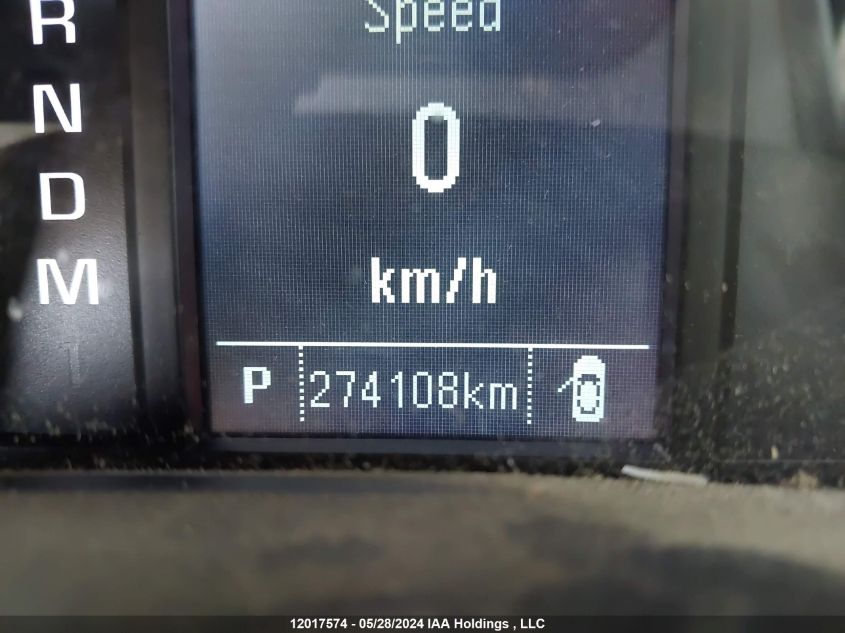 R
N
D
M
Speed
0
km/h
P 274108km
12017574 - 05/28/2024 IAA Holdings , LLC